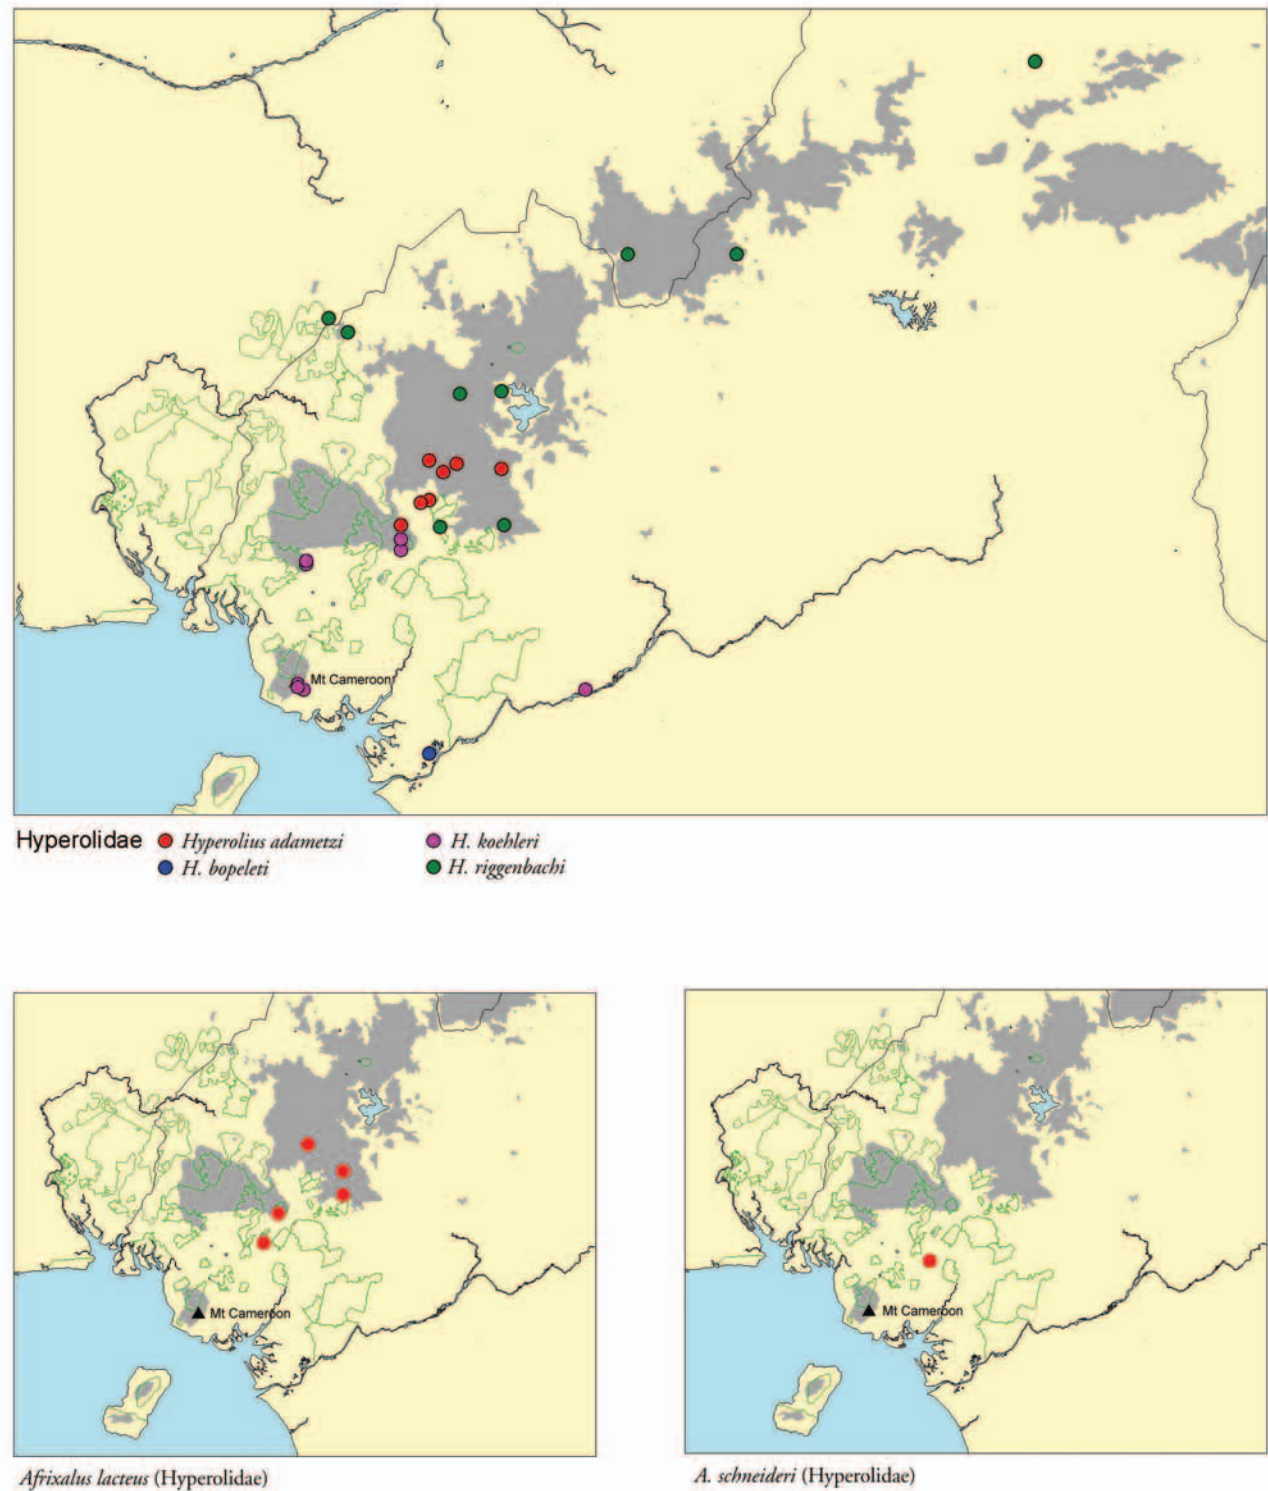 Mt Cameroon
Hyperolidae
Hyperolius adametzi
H. koehleri
H. bopeleti
H. riggenbachi
Mt Cameroon
Mt Cameroon
Afrixalus lacteus (Hyperolidae)
A. schneideri (Hyperolidae)